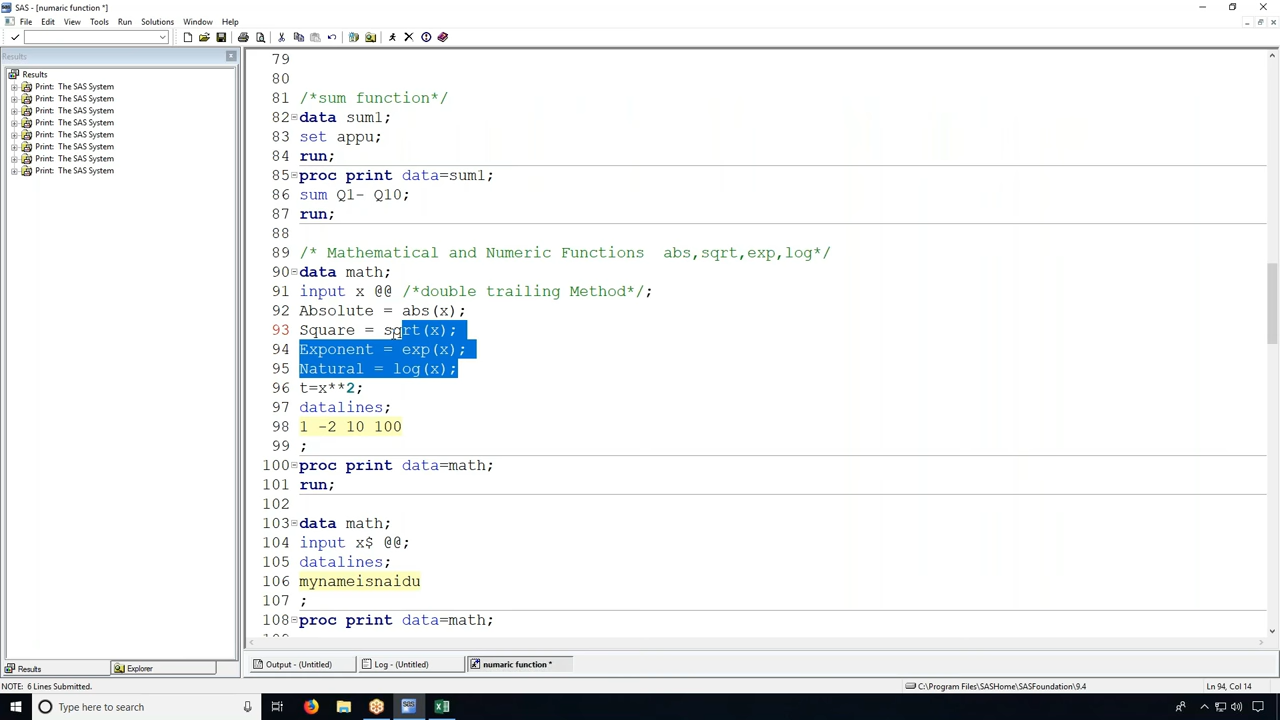 SAS - [numaric function *]
File Edit View Tools Run Solutions Window Help
Results
Results
Print: The SAS System
Print: The SAS System
Print: The SAS System
Print: The SAS System
Print: The SAS System
Print: The SAS System
Print: The SAS System
Print: The SAS System
79
80
81 /*sum function*/
82 data sum1;
83 set appu;
84 run;
85 proc print data=sum1;
86 sum Q1- Q10;
87 run;
88
89 /* Mathematical and Numeric Functions  abs,sqrt,exp,log*/
90 data math;
91 input x @@ /*double trailing Method*/;
92 Absolute = abs(x);
93 Square = sqrt(x);
94 Exponent = exp(x);
95 Natural = log(x);
96 t=x**2;
97 datalines;
98 1 -2 10 100
99 ;
100 proc print data=math;
101 run;
102
103 data math;
104 input x$ @@;
105 datalines;
106 mynameisnaidu
107 ;
108 proc print data=math;
Results Explorer
Output - (Untitled) Log - (Untitled) numaric function *
NOTE: 6 Lines Submitted. C:\Program Files\SASHome\SASFoundation\9.4 Ln 94, Col 14
Type here to search